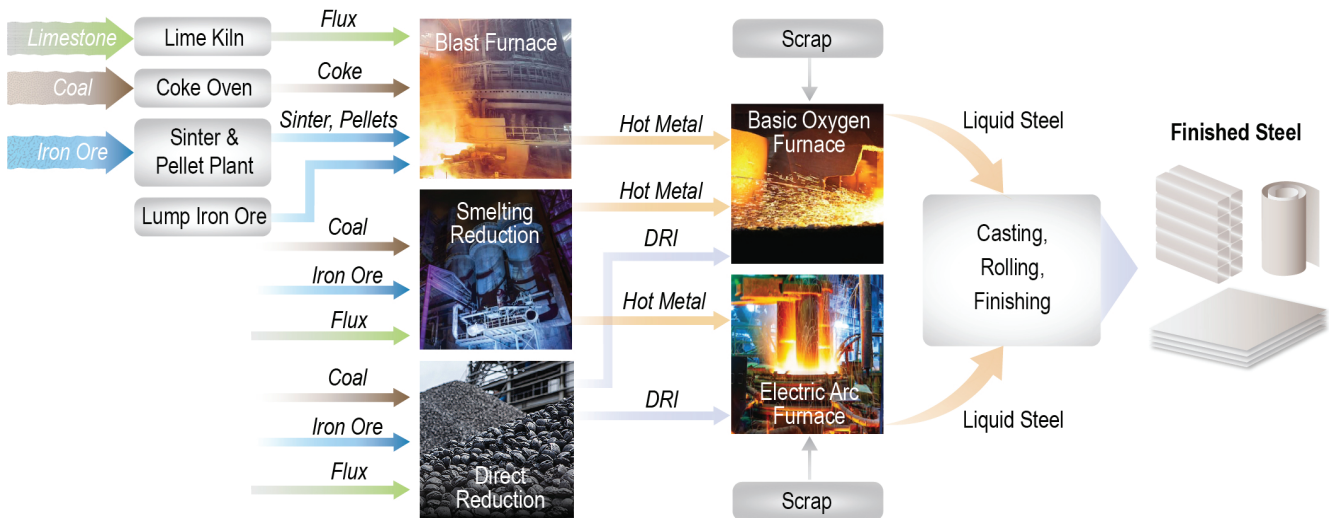 Limestone
Lime Kiln
Flux
Coal
Coke Oven
Coke
Iron Ore
Sinter &
Pellet Plant
Sinter, Pellets
Lump Iron Ore
Blast Furnace
Coal
Iron Ore
Flux
Smelting
Reduction
Coal
Iron Ore
Flux
Direct
Reduction
Hot Metal
Hot Metal
DRI
Hot Metal
DRI
Scrap
Basic Oxygen
Furnace
Electric Arc
Furnace
Scrap
Liquid Steel
Casting,
Rolling,
Finishing
Liquid Steel
Finished Steel